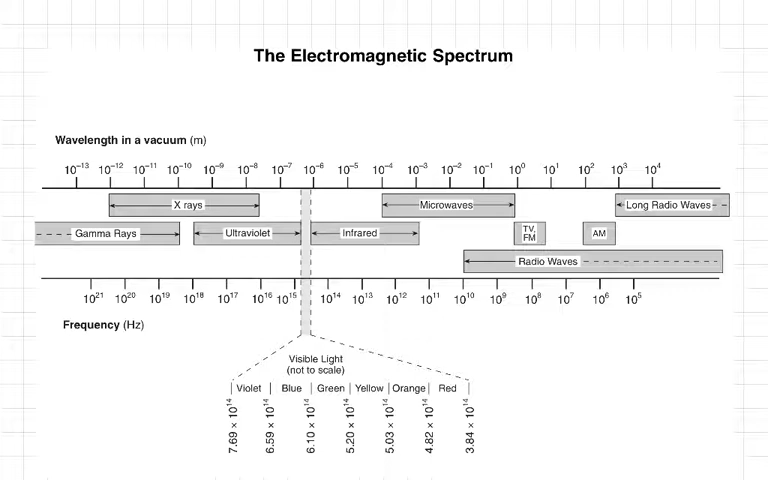 The Electromagnetic Spectrum
Wavelength in a vacuum (m)
10⁻¹³ 10⁻¹² 10⁻¹¹ 10⁻¹⁰ 10⁻⁹ 10⁻⁸ 10⁻⁷ 10⁻⁶ 10⁻⁵ 10⁻⁴ 10⁻³ 10⁻² 10⁻¹ 10⁰ 10¹ 10² 10³ 10⁴
X rays Microwaves Long Radio Waves
Gamma Rays Ultraviolet Infrared TV, FM AM
Radio Waves
10²¹ 10²⁰ 10¹⁹ 10¹⁸ 10¹⁷ 10¹⁶ 10¹⁵ 10¹⁴ 10¹³ 10¹² 10¹¹ 10¹⁰ 10⁹ 10⁸ 10⁷ 10⁶ 10⁵
Frequency (Hz)
Visible Light
(not to scale)
Violet Blue Green Yellow Orange Red
7.69 × 10¹⁴
6.59 × 10¹⁴
6.10 × 10¹⁴
5.20 × 10¹⁴
5.03 × 10¹⁴
4.82 × 10¹⁴
3.84 × 10¹⁴